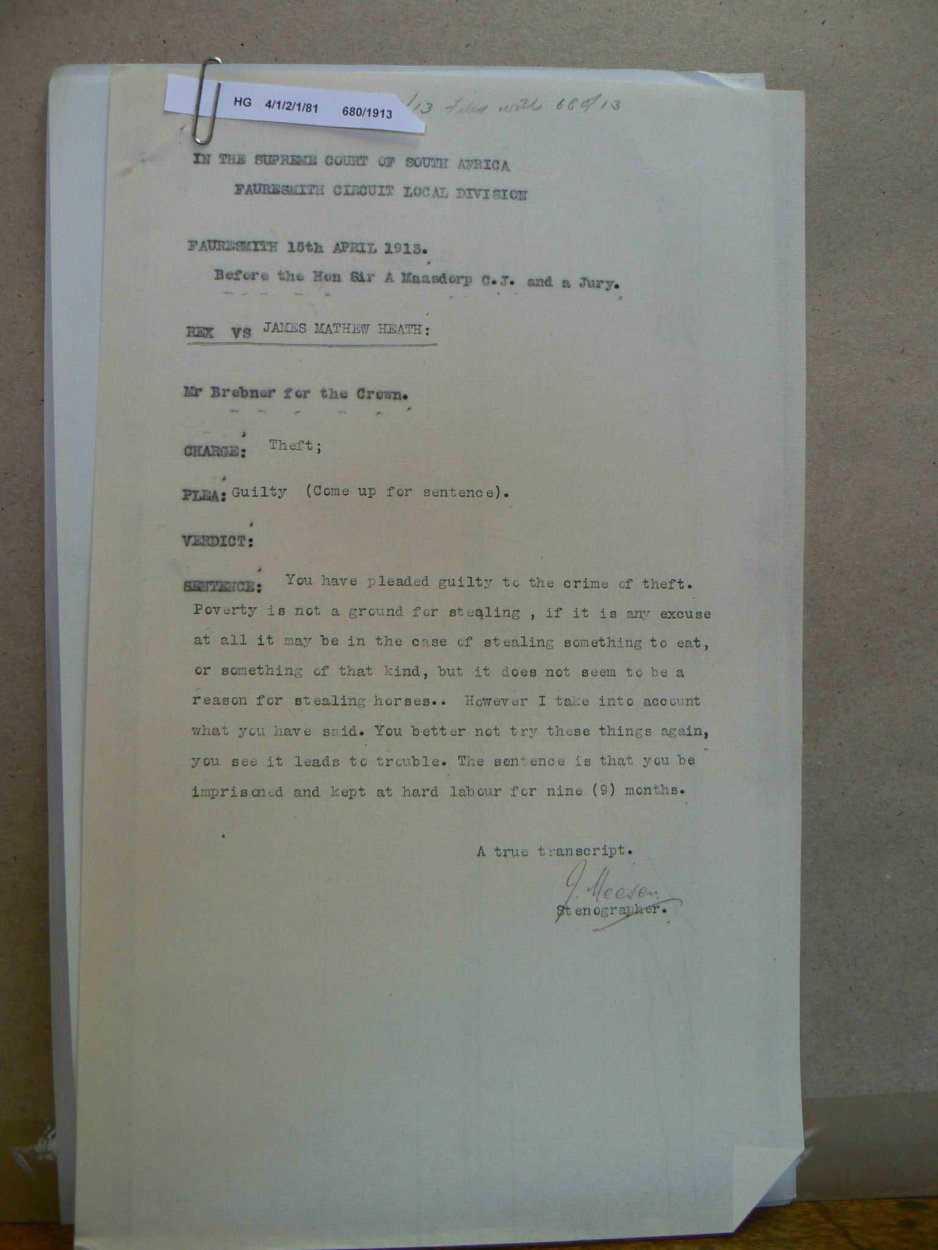 HG 4/1/2/1/81 680/1913
/13 Filed with 680/13
IN THE SUPREME COURT OF SOUTH AFRICA
FAURESMITH CIRCUIT LOCAL DIVISION
FAURESMITH 15th APRIL 1913.
Before the Hon Sir A Maasdorp C.J. and a Jury.
REX VS JAMES MATHEW HEATH:
Mr Brebner for the Crown.
CHARGE: Theft;
PLEA: Guilty (Come up for sentence).
VERDICT:
SENTENCE: You have pleaded guilty to the crime of theft.
Poverty is not a ground for stealing , if it is any excuse
at all it may be in the case of stealing something to eat,
or something of that kind, but it does not seem to be a
reason for stealing horses.. However I take into account
what you have said. You better not try these things again,
you see it leads to trouble. The sentence is that you be
imprisoned and kept at hard labour for nine (9) months.
A true transcript.
J.
Stenographer.